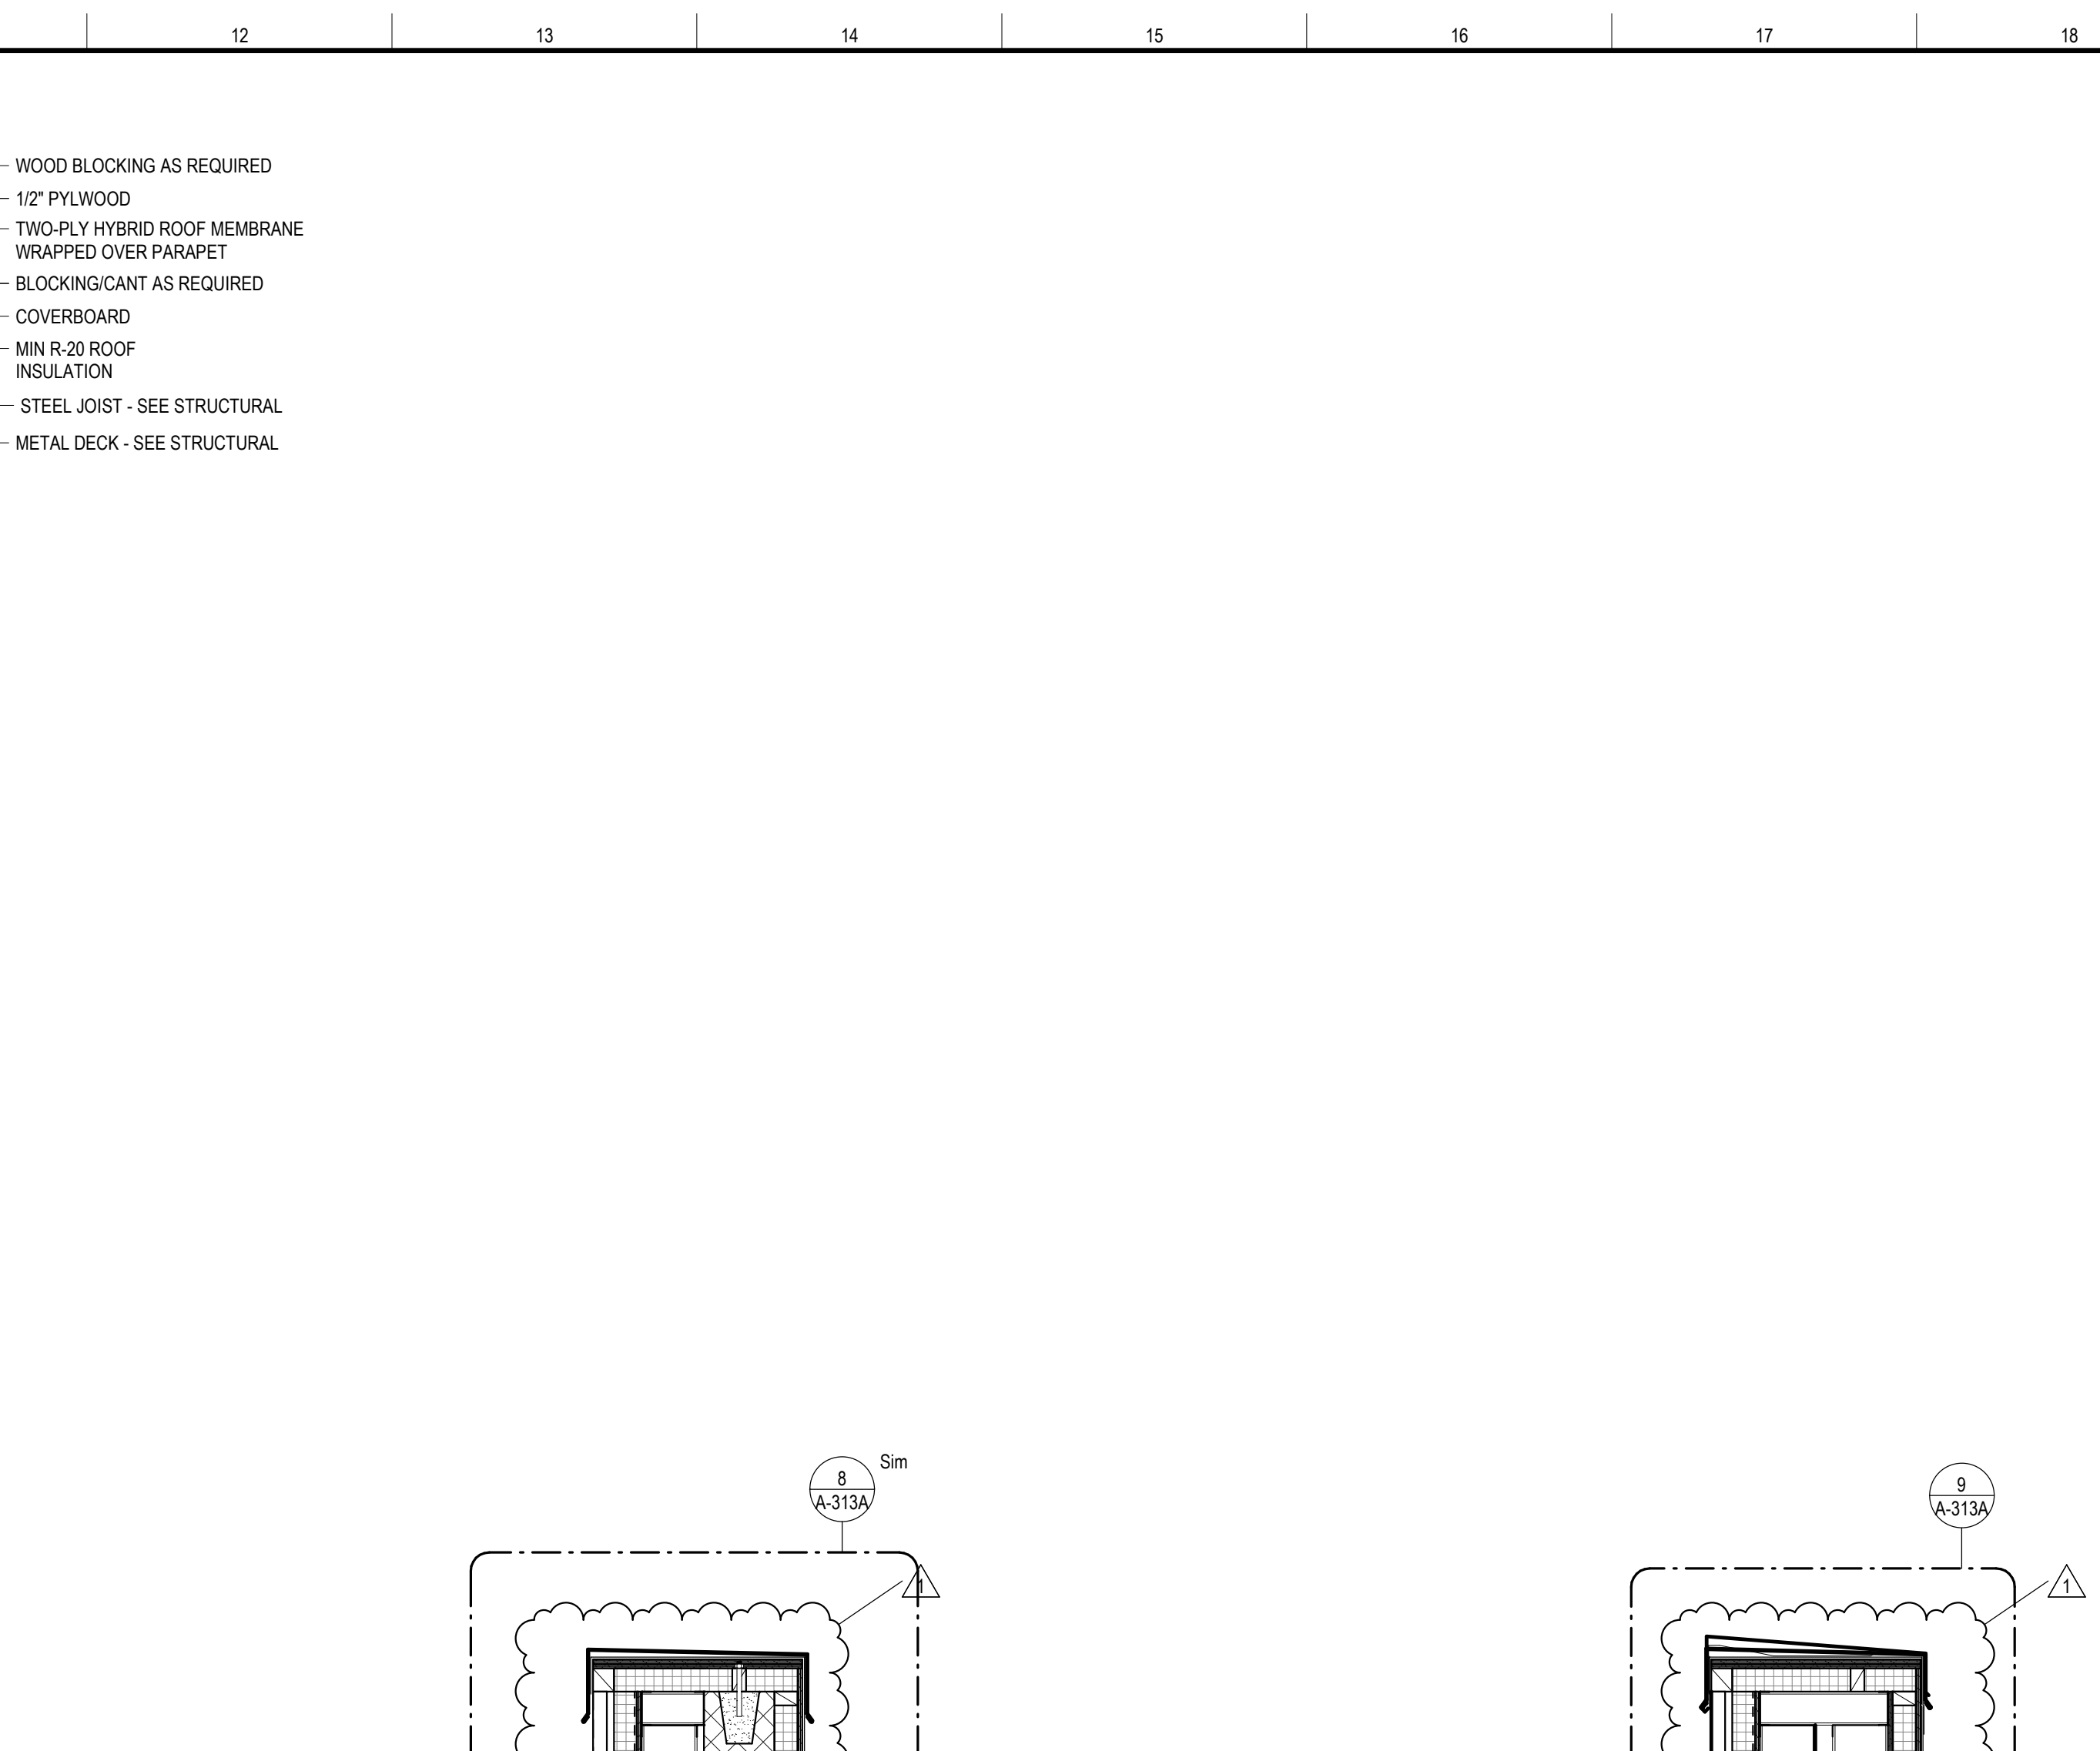 12 13 14 15 16 17 18
WOOD BLOCKING AS REQUIRED
1/2" PYLWOOD
TWO-PLY HYBRID ROOF MEMBRANE
WRAPPED OVER PARAPET
BLOCKING/CANT AS REQUIRED
COVERBOARD
MIN R-20 ROOF
INSULATION
STEEL JOIST - SEE STRUCTURAL
METAL DECK - SEE STRUCTURAL
Sim
8
A-313A
1
9
A-313A
1